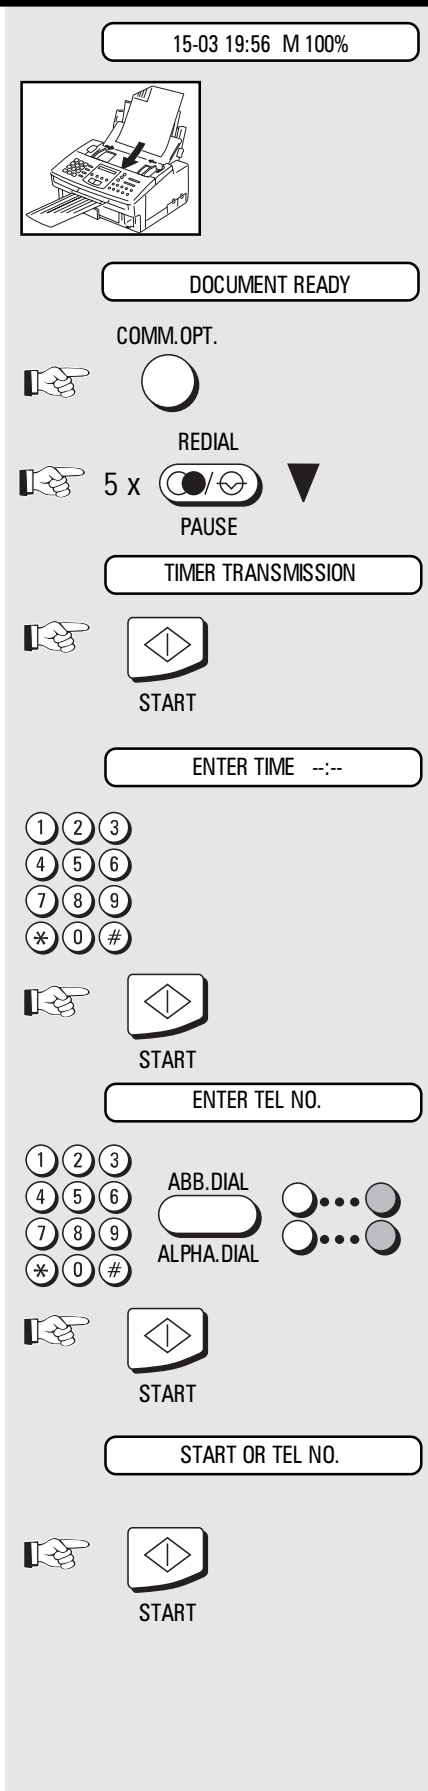 15-03 19:56 M 100%
DOCUMENT READY
COMM.OPT.
REDIAL
5 x
PAUSE
TIMER TRANSMISSION
START
ENTER TIME --:--
1 2 3
4 5 6
7 8 9
* 0 #
START
ENTER TEL NO.
1 2 3
4 5 6
7 8 9
* 0 #
ABB.DIAL
ALPHA.DIAL
START
START OR TEL NO.
START